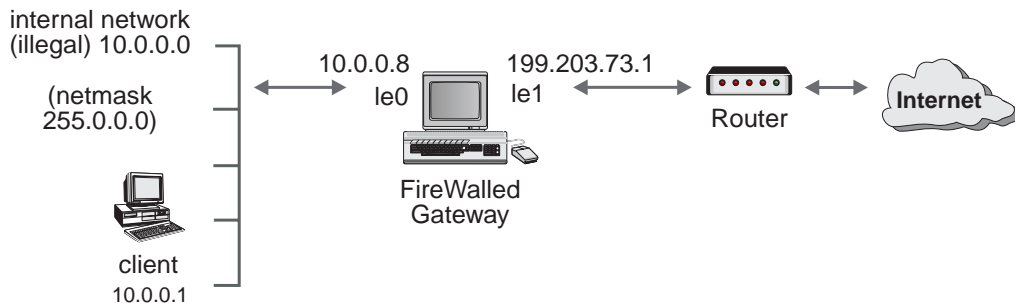 internal network
(illegal) 10.0.0.0
(netmask
255.0.0.0)
client
10.0.0.1
10.0.0.8
le0
199.203.73.1
le1
FireWalled
Gateway
Router
Internet